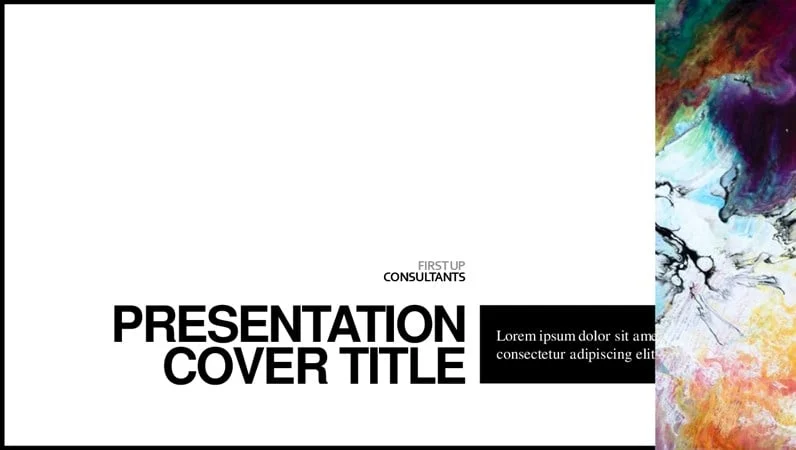 FIRST UP
CONSULTANTS
PRESENTATION
COVER TITLE
Lorem ipsum dolor sit ame
consectetur adipiscing elit